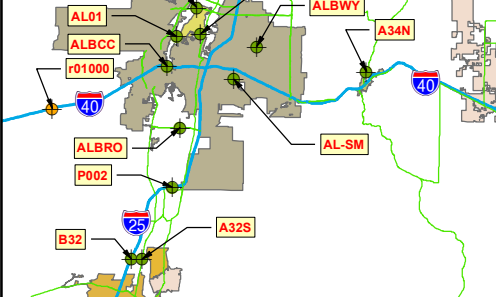 ALBWY
AL01
A34N
ALBCC
r01000
40
40
AL-SM
ALBRO
P002
25
A32S
B32